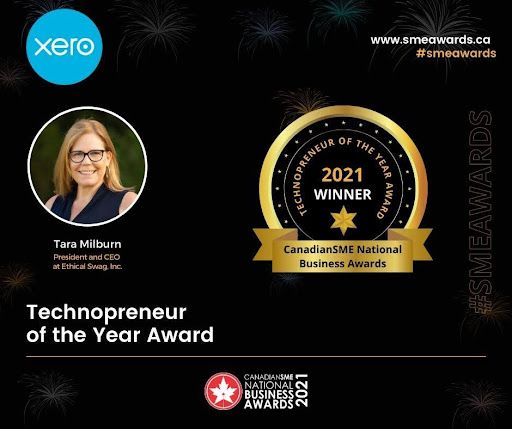 xero
www.smeawards.ca
#smeawards
TECHNOPRENEUR OF THE YEAR AWARD
2021
WINNER
CanadianSME National
Business Awards
#SMEAWARDS
Tara Milburn
President and CEO
at Ethical Swag, Inc.
Technopreneur
of the Year Award
CANADIANSME
NATIONAL
BUSINESS
AWARDS
2021